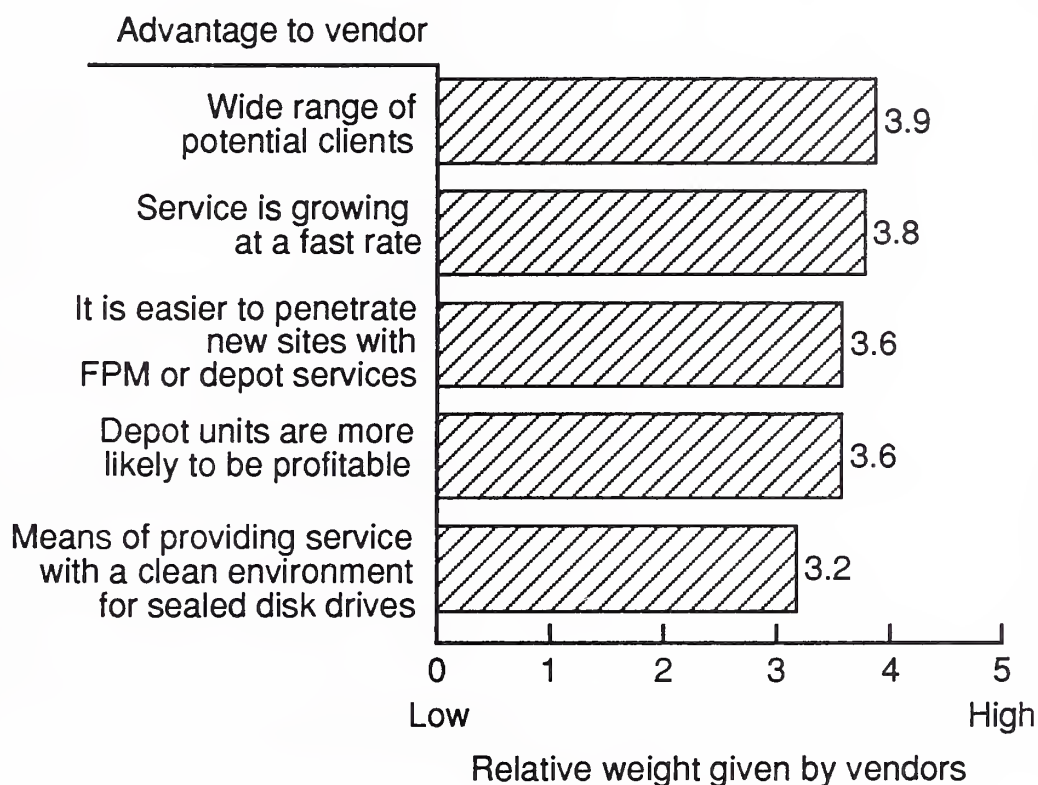 Advantage to vendor
Wide range of
potential clients
3.9
Service is growing
at a fast rate
3.8
It is easier to penetrate
new sites with
FPM or depot services
3.6
Depot units are more
likely to be profitable
3.6
Means of providing service
with a clean environment
for sealed disk drives
3.2
0 1 2 3 4 5
Low High
Relative weight given by vendors